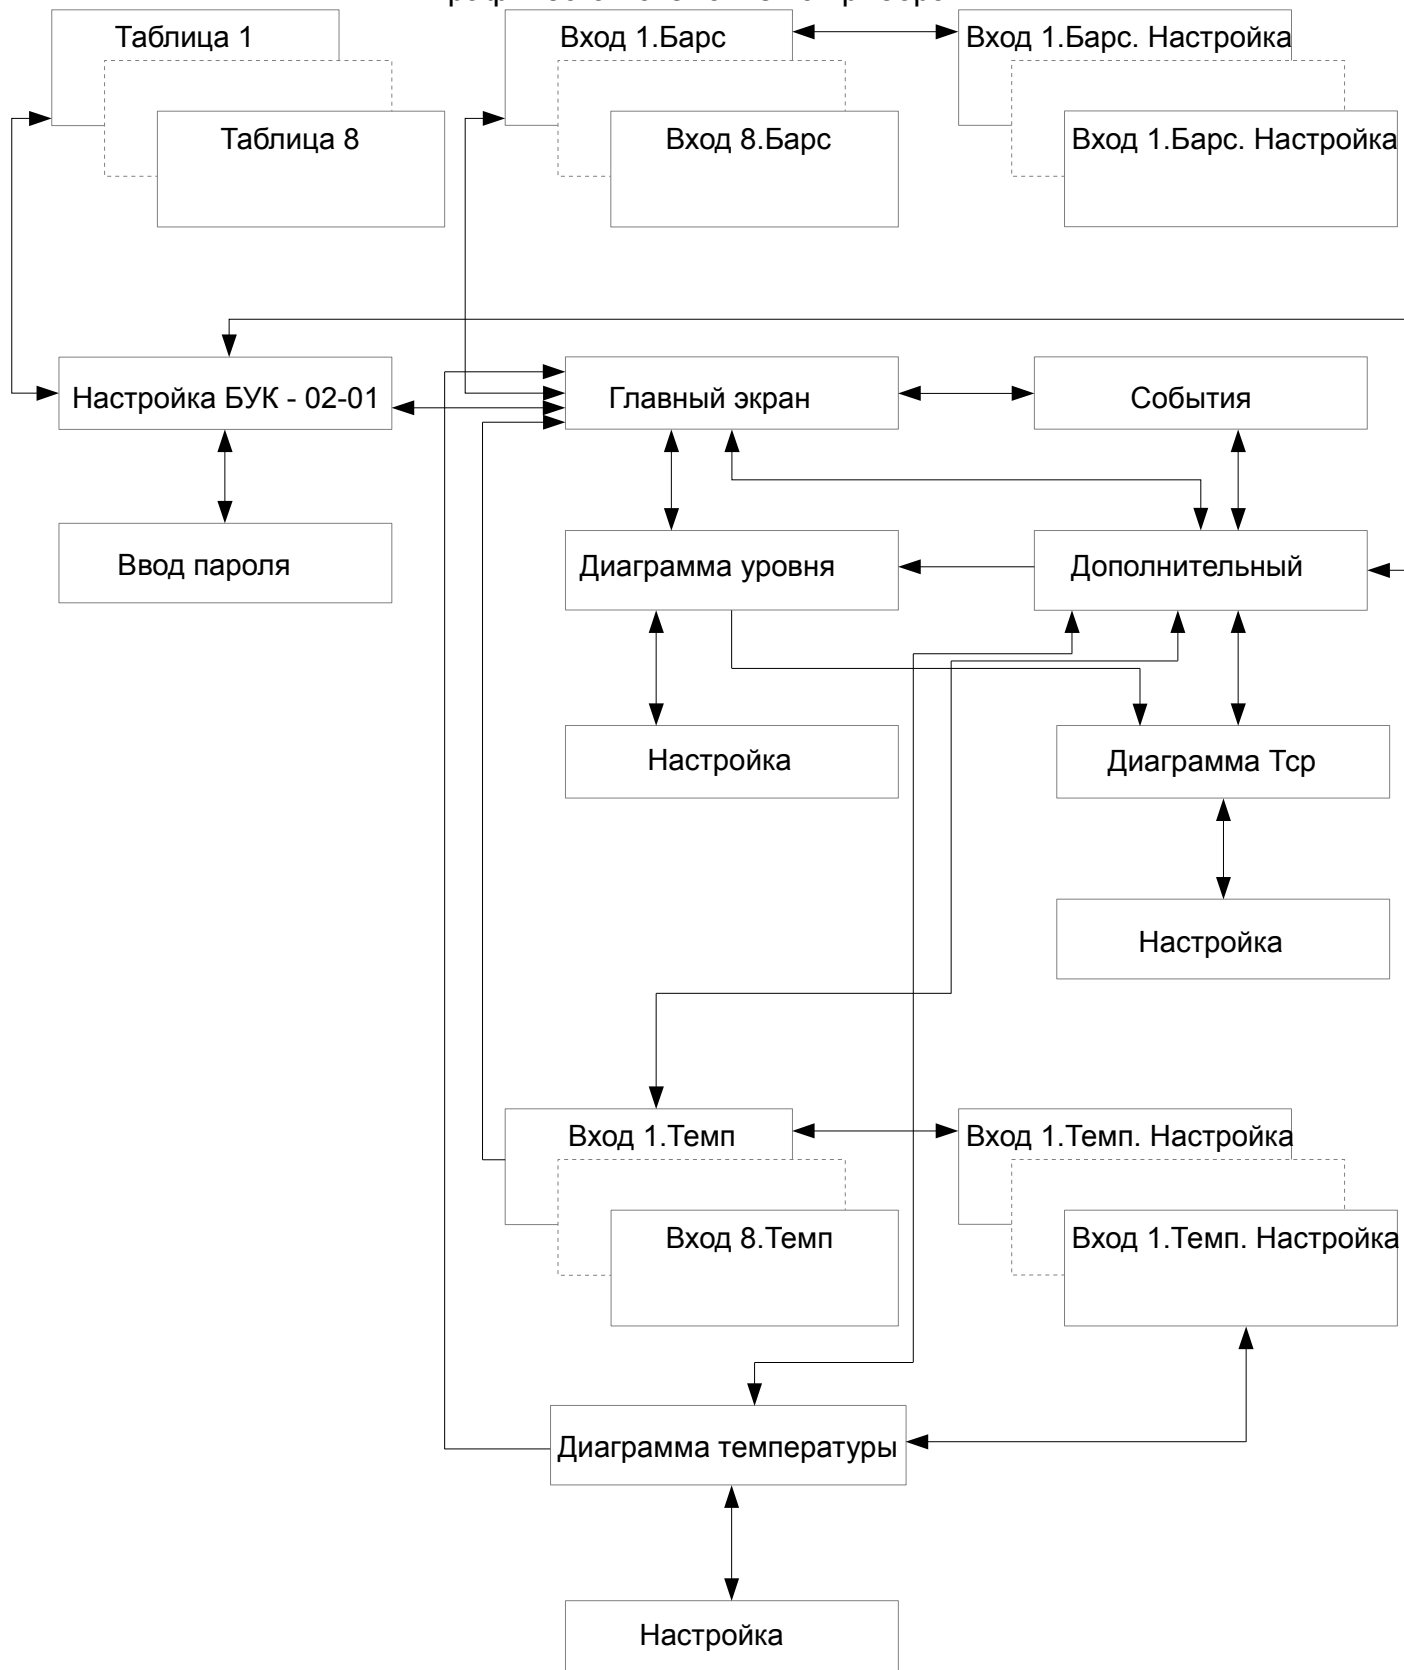 Таблица 1
Вход 1.Барс
Вход 1.Барс. Настройка
Таблица 8
Вход 8.Барс
Вход 1.Барс. Настройка
Настройка БУК - 02-01
Главный экран
События
Ввод пароля
Диаграмма уровня
Дополнительный
Настройка
Диаграмма Тср
Настройка
Вход 1.Темп
Вход 1.Темп. Настройка
Вход 8.Темп
Вход 1.Темп. Настройка
Диаграмма температуры
Настройка